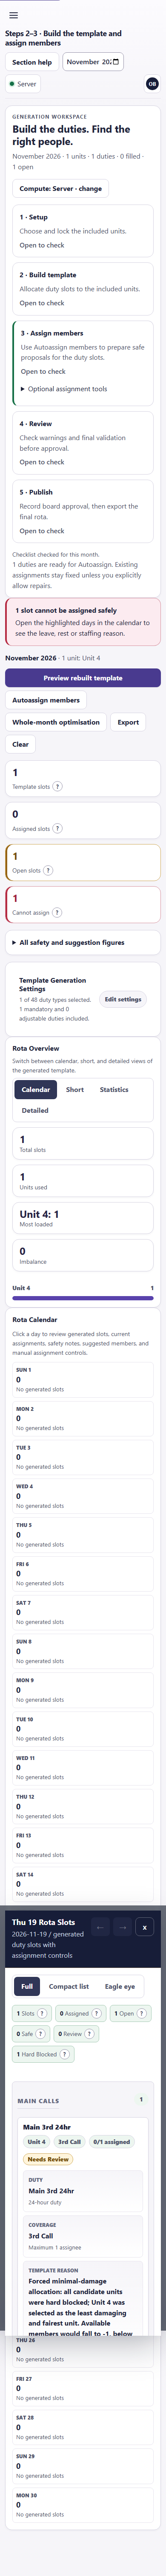 Steps 2–3 · Build the template and
assign members
Section help
November 202
Server
OB
GENERATION WORKSPACE
Build the duties. Find the
right people.
November 2026 · 1 units · 1 duties · 0 filled ·
1 open
Compute: Server · change
1 · Setup
Choose and lock the included units.
Open to check
2 · Build template
Allocate duty slots to the included units.
Open to check
3 · Assign members
Use Autoassign members to prepare safe
proposals for the duty slots.
Open to check
▶ Optional assignment tools
4 · Review
Check warnings and final validation
before approval.
Open to check
5 · Publish
Record board approval, then export the
final rota.
Open to check
Checklist checked for this month.
1 duties are ready for Autoassign. Existing
assignments stay fixed unless you explicitly
allow repairs.
1 slot cannot be assigned safely
Open the highlighted days in the calendar to
see the leave, rest or staffing reason.
November 2026 · 1 unit: Unit 4
Preview rebuilt template
Autoassign members
Whole-month optimisation
Export
Clear
1
Template slots ?
0
Assigned slots ?
1
Open slots ?
1
Cannot assign ?
▶ All safety and suggestion figures
Template Generation
Settings
1 of 48 duty types selected.
1 mandatory and 0
adjustable duties included.
Edit settings
Rota Overview
Switch between calendar, short, and detailed views of
the generated template.
Calendar
Short
Statistics
Detailed
1
Total slots
1
Units used
Unit 4: 1
Most loaded
0
Imbalance
Unit 4 1
Rota Calendar
Click a day to review generated slots, current
assignments, safety notes, suggested members, and
manual assignment controls.
SUN 1
0
No generated slots
MON 2
0
No generated slots
TUE 3
0
No generated slots
WED 4
0
No generated slots
THU 5
0
No generated slots
FRI 6
0
No generated slots
SAT 7
0
No generated slots
SUN 8
0
No generated slots
MON 9
0
No generated slots
TUE 10
0
No generated slots
WED 11
0
No generated slots
THU 12
0
No generated slots
FRI 13
0
No generated slots
SAT 14
0
No generated slots
Thu 19 Rota Slots
2026-11-19 / generated
duty slots with
assignment controls
←
→
x
Full
Compact list
Eagle eye
1 Slots ?
0 Assigned ?
1 Open ?
0 Safe ?
0 Review ?
1 Hard Blocked ?
MAIN CALLS 1
Main 3rd 24hr
Unit 4
3rd Call
0/1 assigned
Needs Review
DUTY
Main 3rd 24hr
24-hour duty
COVERAGE
3rd Call
Maximum 1 assignee
TEMPLATE REASON
Forced minimal-damage
allocation: all candidate units
were hard blocked; Unit 4 was
selected as the least damaging
and fairest unit. Available
members would fall to -1, below
THU 26
0
No generated slots
FRI 27
0
No generated slots
SAT 28
0
No generated slots
SUN 29
0
No generated slots
MON 30
0
No generated slots